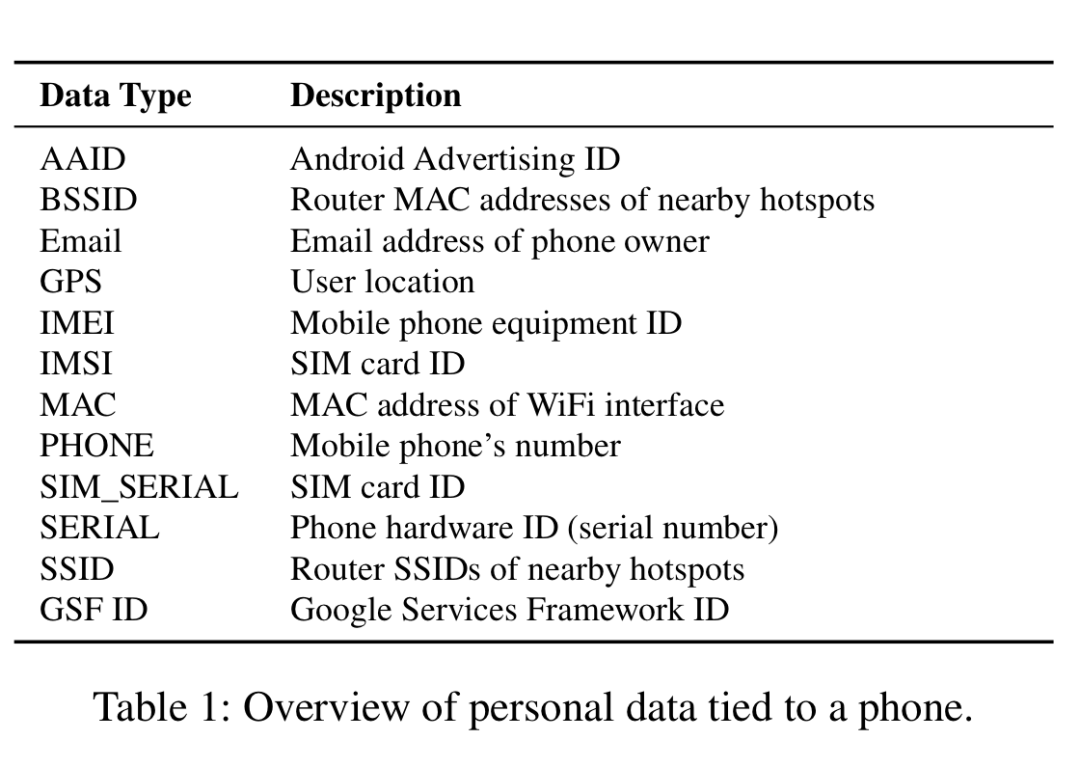 Data Type Description
AAID Android Advertising ID
BSSID Router MAC addresses of nearby hotspots
Email Email address of phone owner
GPS User location
IMEI Mobile phone equipment ID
IMSI SIM card ID
MAC MAC address of WiFi interface
PHONE Mobile phone’s number
SIM_SERIAL SIM card ID
SERIAL Phone hardware ID (serial number)
SSID Router SSIDs of nearby hotspots
GSF ID Google Services Framework ID
Table 1: Overview of personal data tied to a phone.